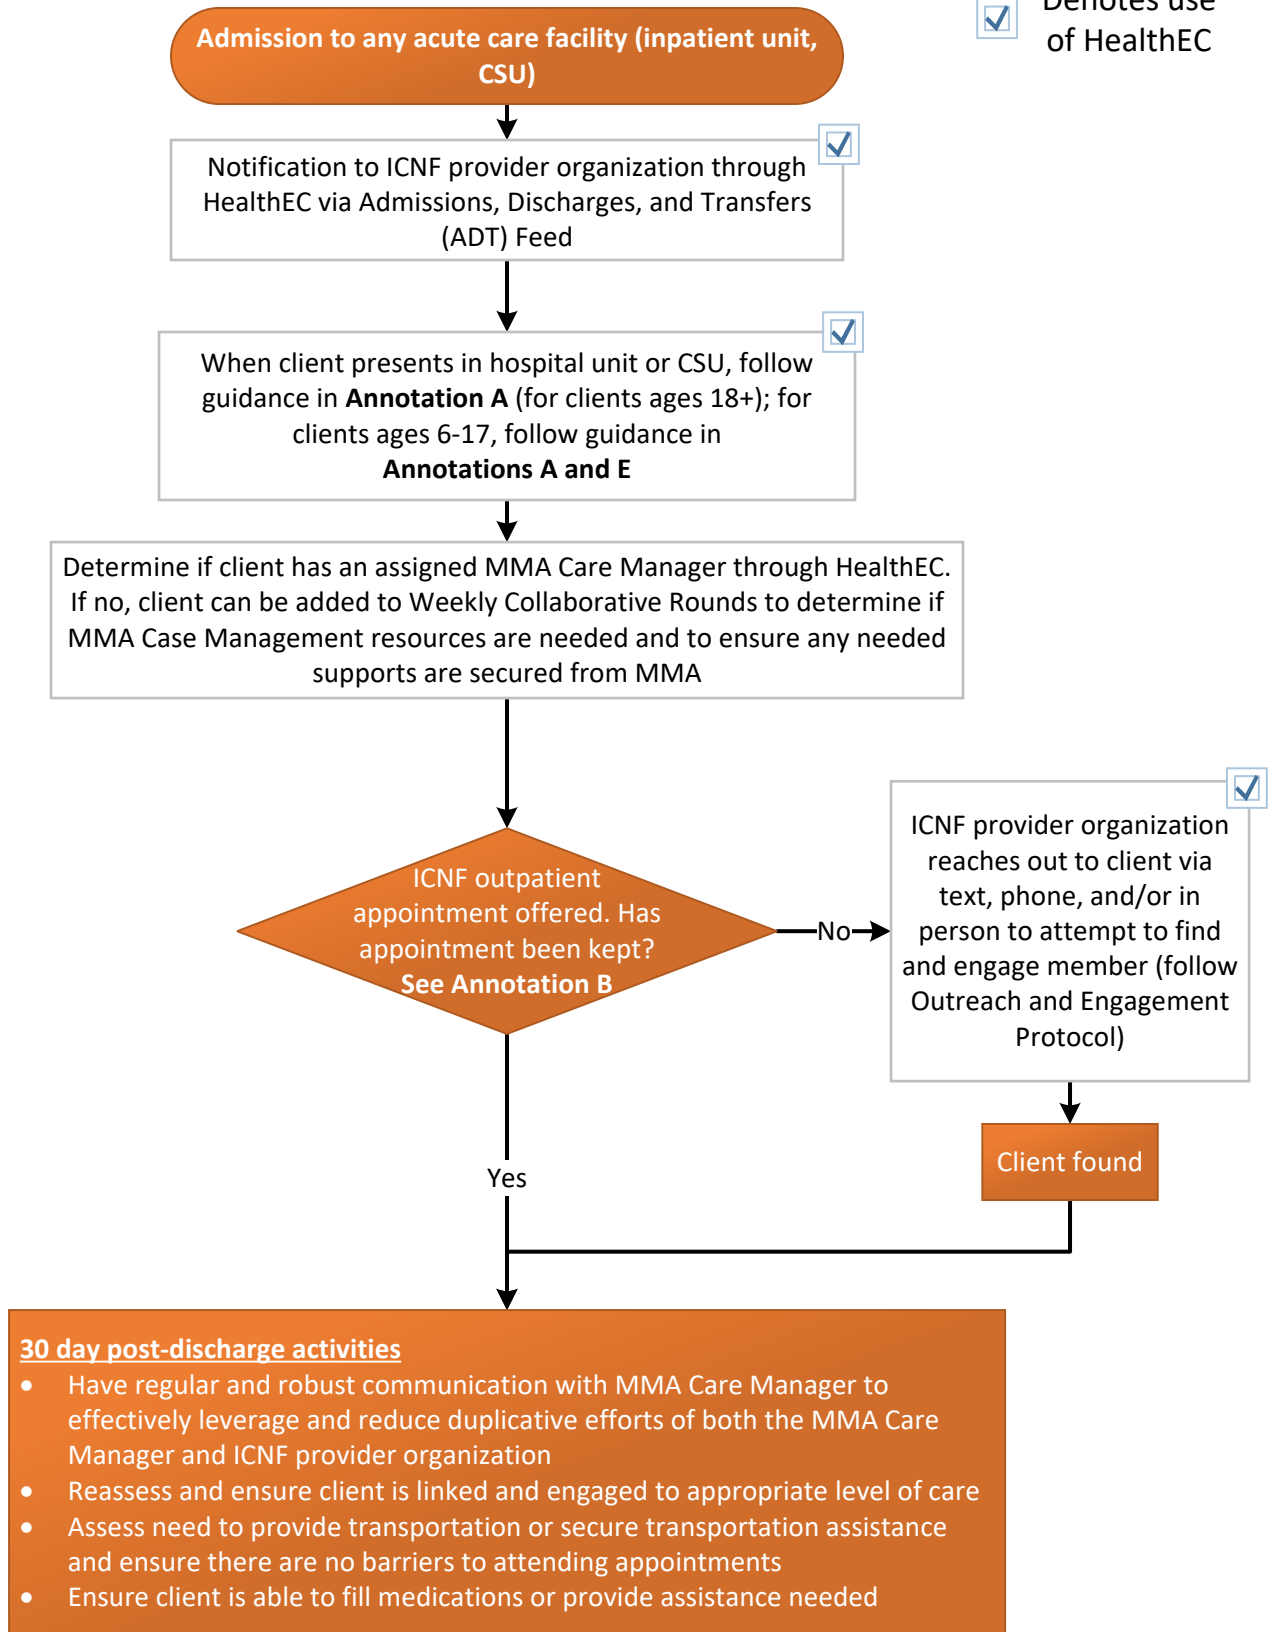 Denotes use
of HealthEC
Admission to any acute care facility (inpatient unit,
CSU)
Notification to ICNF provider organization through
HealthEC via Admissions, Discharges, and Transfers
(ADT) Feed
When client presents in hospital unit or CSU, follow
guidance in Annotation A (for clients ages 18+); for
clients ages 6-17, follow guidance in
Annotations A and E
Determine if client has an assigned MMA Care Manager through HealthEC.
If no, client can be added to Weekly Collaborative Rounds to determine if
MMA Case Management resources are needed and to ensure any needed
supports are secured from MMA
ICNF outpatient
appointment offered. Has
appointment been kept?
See Annotation B
No
ICNF provider organization
reaches out to client via
text, phone, and/or in
person to attempt to find
and engage member (follow
Outreach and Engagement
Protocol)
Client found
Yes
30 day post-discharge activities
• Have regular and robust communication with MMA Care Manager to
effectively leverage and reduce duplicative efforts of both the MMA Care
Manager and ICNF provider organization
• Reassess and ensure client is linked and engaged to appropriate level of care
• Assess need to provide transportation or secure transportation assistance
and ensure there are no barriers to attending appointments
• Ensure client is able to fill medications or provide assistance needed